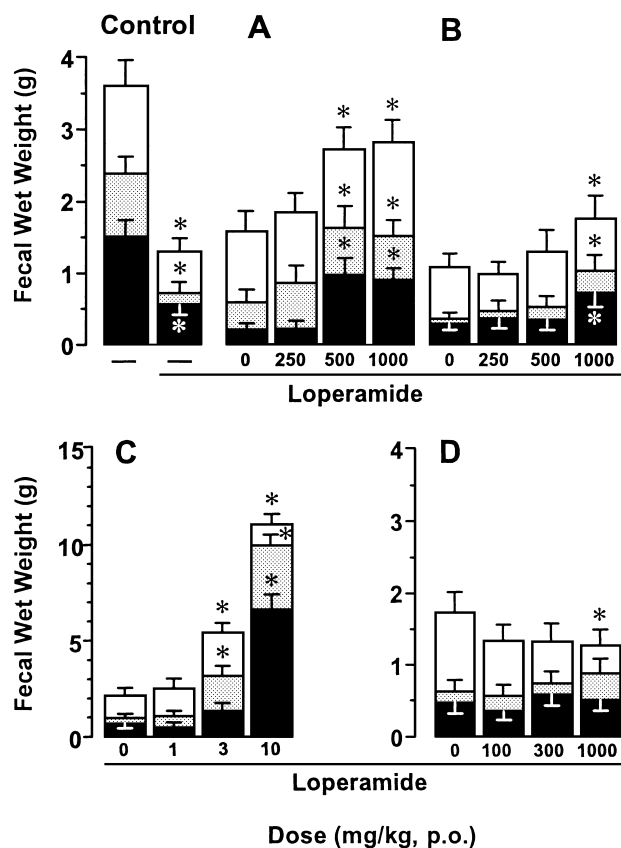 Control A B
Fecal Wet Weight (g)
4
3
2
1
0
— — 0 250 500 1000 0 250 500 1000
* * * * * * * * * * * *
Loperamide
C D
Fecal Wet Weight (g)
15
10
5
0
4
3
2
1
0
* * * * * *
0 1 3 10 0 100 300 1000
Loperamide
Dose (mg/kg, p.o.)